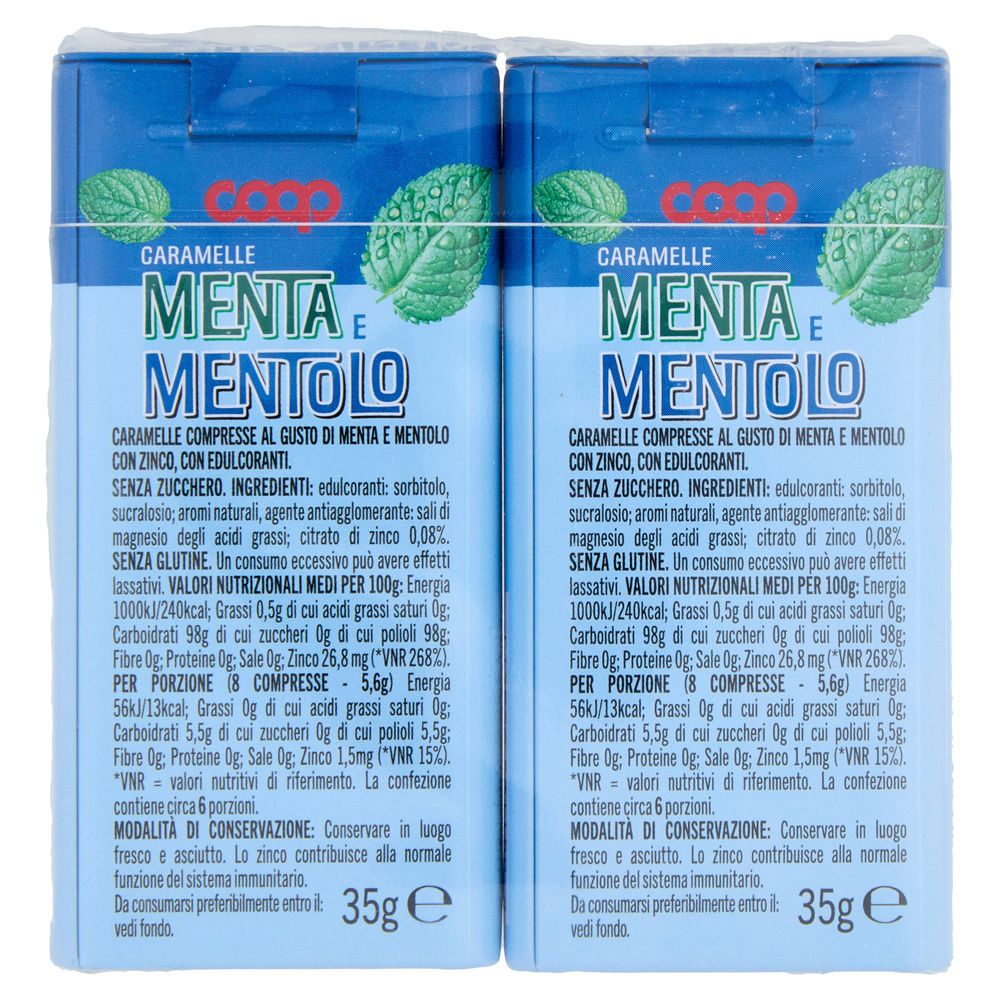 coop
CARAMELLE
MENTA E
MENTOLO
CARAMELLE COMPRESSE AL GUSTO DI MENTA E MENTOLO
CON ZINCO, CON EDULCORANTI.
SENZA ZUCCHERO. INGREDIENTI: edulcoranti: sorbitolo,
sucralosio; aromi naturali, agente antiagglomerante: sali di
magnesio degli acidi grassi; citrato di zinco 0,08%.
SENZA GLUTINE. Un consumo eccessivo può avere effetti
lassativi. VALORI NUTRIZIONALI MEDI PER 100g: Energia
1000kJ/240kcal; Grassi 0,5g di cui acidi grassi saturi 0g;
Carboidrati 98g di cui zuccheri 0g di cui polioli 98g;
Fibre 0g; Proteine 0g; Sale 0g; Zinco 26,8 mg (*VNR 268%).
PER PORZIONE (8 COMPRESSE - 5,6g) Energia
56kJ/13kcal; Grassi 0g di cui acidi grassi saturi 0g;
Carboidrati 5,5g di cui zuccheri 0g di cui polioli 5,5g;
Fibre 0g; Proteine 0g; Sale 0g; Zinco 1,5mg (*VNR 15%).
*VNR = valori nutritivi di riferimento. La confezione
contiene circa 6 porzioni.
MODALITÀ DI CONSERVAZIONE: Conservare in luogo
fresco e asciutto. Lo zinco contribuisce alla normale
funzione del sistema immunitario.
Da consumarsi preferibilmente entro il:
vedi fondo.
35g e
coop
CARAMELLE
MENTA E
MENTOLO
CARAMELLE COMPRESSE AL GUSTO DI MENTA E MENTOLO
CON ZINCO, CON EDULCORANTI.
SENZA ZUCCHERO. INGREDIENTI: edulcoranti: sorbitolo,
sucralosio; aromi naturali, agente antiagglomerante: sali di
magnesio degli acidi grassi; citrato di zinco 0,08%.
SENZA GLUTINE. Un consumo eccessivo può avere effetti
lassativi. VALORI NUTRIZIONALI MEDI PER 100g: Energia
1000kJ/240kcal; Grassi 0,5g di cui acidi grassi saturi 0g;
Carboidrati 98g di cui zuccheri 0g di cui polioli 98g;
Fibre 0g; Proteine 0g; Sale 0g; Zinco 26,8 mg (*VNR 268%).
PER PORZIONE (8 COMPRESSE - 5,6g) Energia
56kJ/13kcal; Grassi 0g di cui acidi grassi saturi 0g;
Carboidrati 5,5g di cui zuccheri 0g di cui polioli 5,5g;
Fibre 0g; Proteine 0g; Sale 0g; Zinco 1,5mg (*VNR 15%).
*VNR = valori nutritivi di riferimento. La confezione
contiene circa 6 porzioni.
MODALITÀ DI CONSERVAZIONE: Conservare in luogo
fresco e asciutto. Lo zinco contribuisce alla normale
funzione del sistema immunitario.
Da consumarsi preferibilmente entro il:
vedi fondo.
35g e